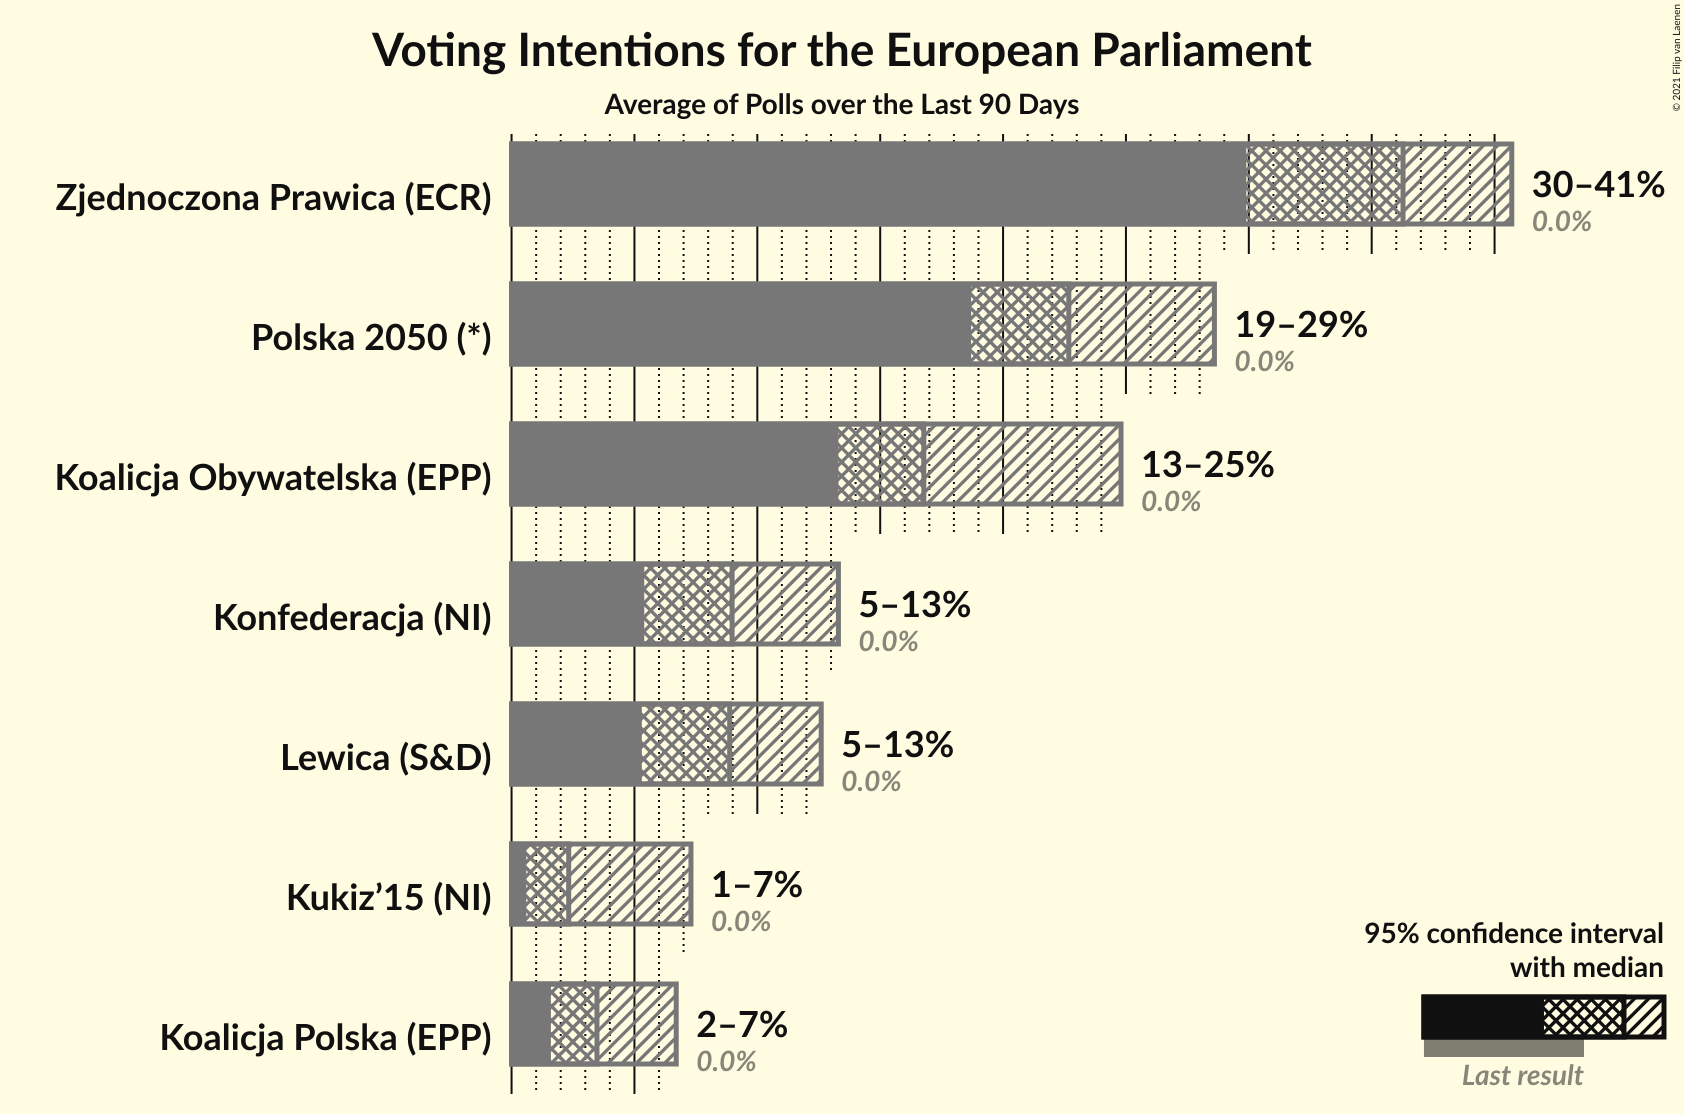 Voting Intentions for the European Parliament
Average of Polls over the Last 90 Days
© 2021 Filip van Laenen
Zjednoczona Prawica (ECR)
30–41%
0.0%
Polska 2050 (*)
19–29%
0.0%
Koalicja Obywatelska (EPP)
13–25%
0.0%
Konfederacja (NI)
5–13%
0.0%
Lewica (S&D)
5–13%
0.0%
Kukiz’15 (NI)
1–7%
0.0%
Koalicja Polska (EPP)
2–7%
0.0%
95% confidence interval
with median
Last result